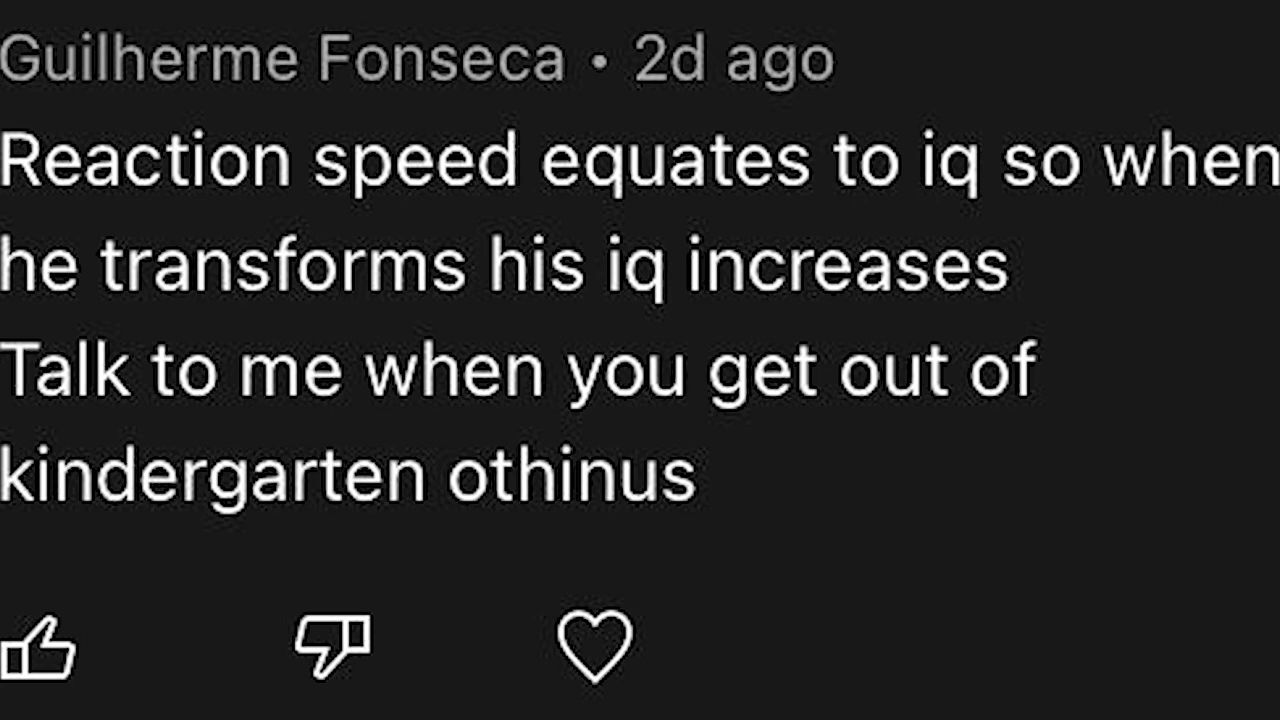 Guilherme Fonseca • 2d ago
Reaction speed equates to iq so when
he transforms his iq increases
Talk to me when you get out of
kindergarten othinus